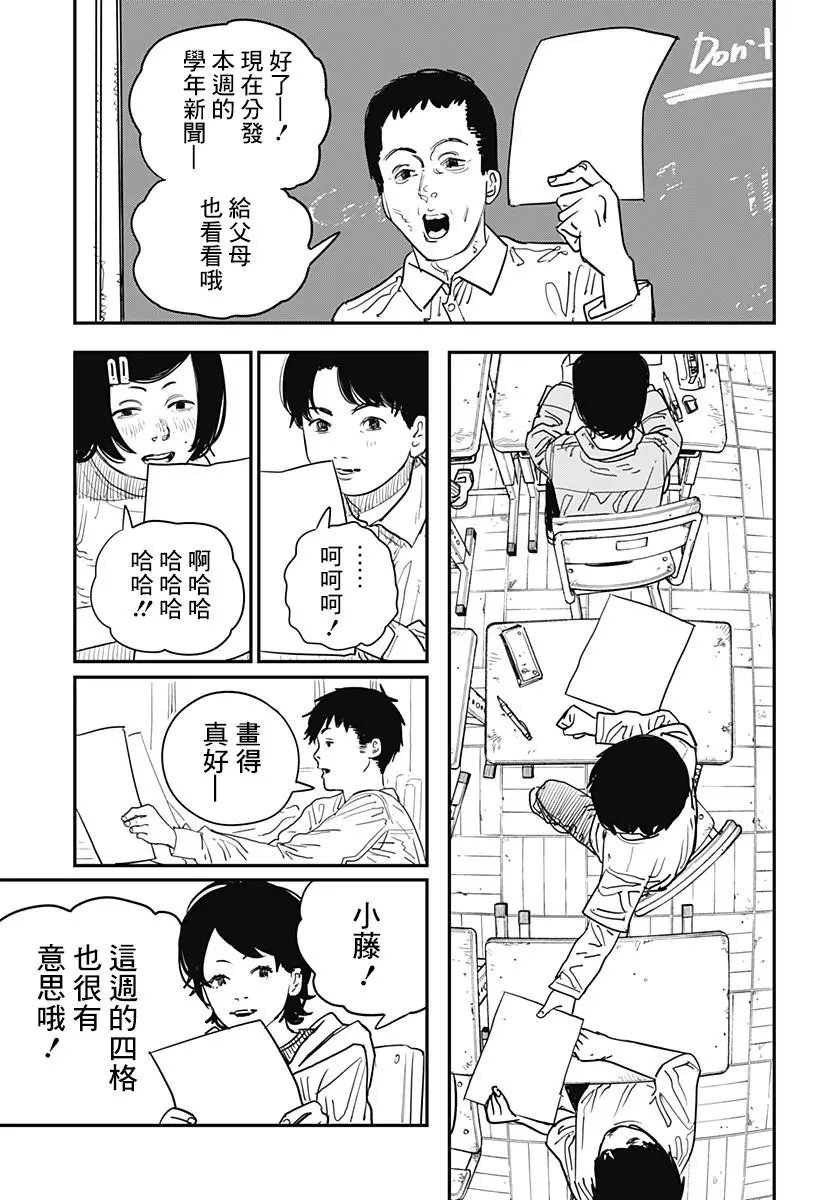 Don't
好了—！
現在分發
本週的
學年新聞—
給父母
也看看哦
……
呵呵呵！
啊哈哈
哈哈哈
哈哈!!
畫得
真好—
小藤！
這週的四格
也很有
意思哦！